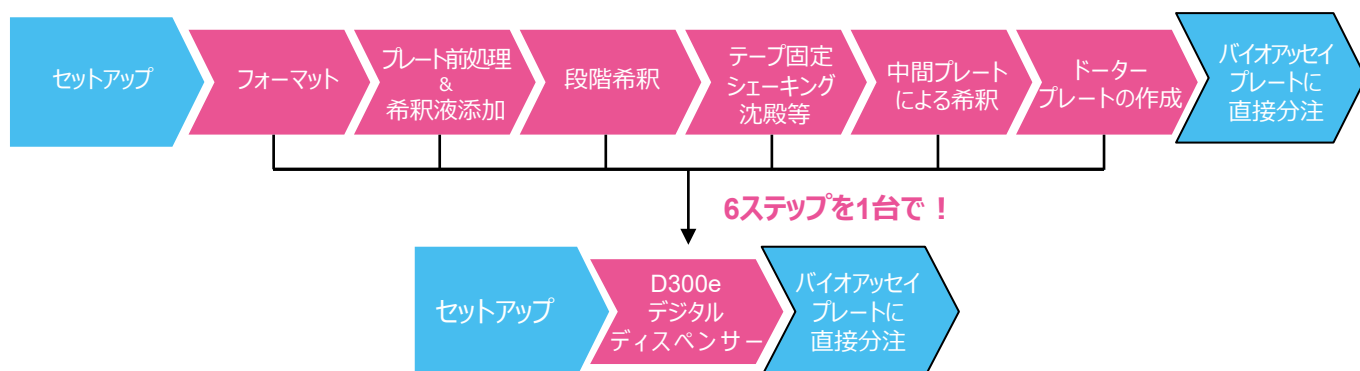 セットアップ
フォーマット
プレート前処理
&
希釈液添加
段階希釈
テープ固定
シェーキング
沈殿等
中間プレート
による希釈
ドーター
プレートの作成
バイオアッセイ
プレートに
直接分注
6ステップを1台で！
セットアップ
D300e
デジタル
ディスペンサー
バイオアッセイ
プレートに
直接分注